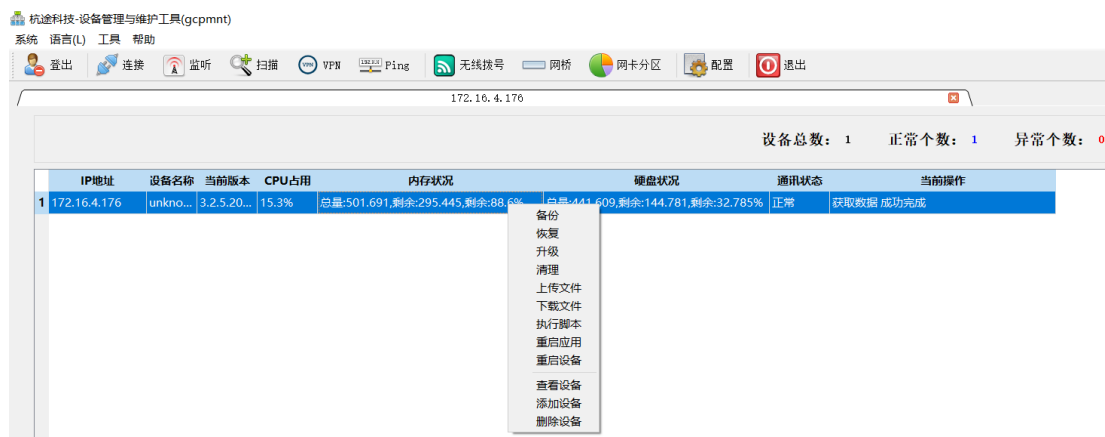 杭途科技-设备管理与维护工具(gcpmnt)
系统 语言(L) 工具 帮助
登出 连接 监听 扫描 VPN Ping 无线拨号 网桥 网卡分区 配置 退出
172.16.4.176
设备总数: 1 正常个数: 1 异常个数: 0
IP地址 设备名称 当前版本 CPU占用 内存状况 硬盘状况 通讯状态 当前操作
1 172.16.4.176 unkno... 3.2.5.20... 15.3% 总量:501.691,剩余:295.445,剩余:88.6% 总量:441.609,剩余:144.781,剩余:32.785% 正常 获取数据 成功完成
备份
恢复
升级
清理
上传文件
下载文件
执行脚本
重启应用
重启设备
查看设备
添加设备
删除设备